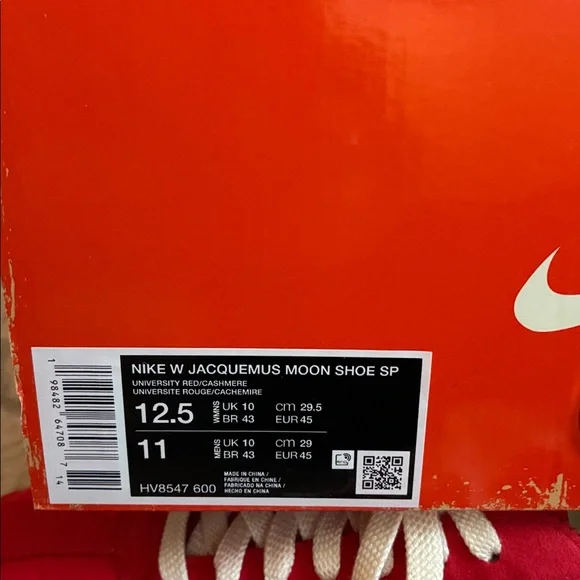 NIKE W JACQUEMUS MOON SHOE SP
UNIVERSITY RED/CASHMERE
UNIVERSITE ROUGE/CACHEMIRE
12.5 WMNS UK 10 cm 29.5
BR 43 EUR 45
11 MENS UK 10 cm 29
BR 43 EUR 45
MADE IN CHINA /
FABRIQUE EN CHINE /
FABRICADO NA CHINA /
HECHO EN CHINA
HV8547 600
1 98482 64708 7 14